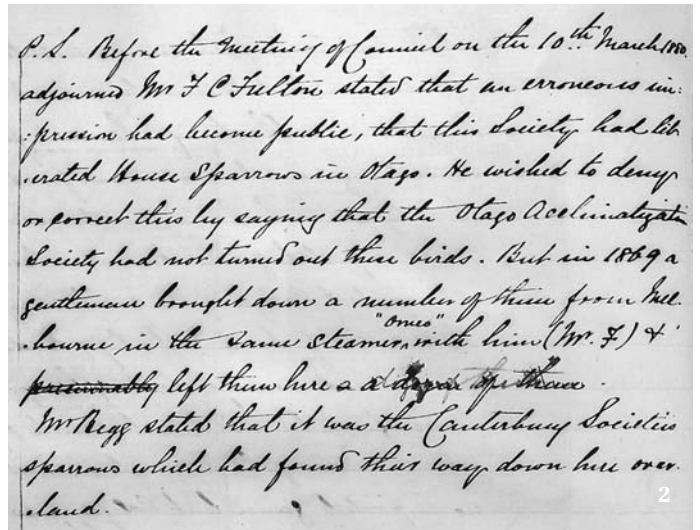 P.S. Before the Meeting of Council on the 10th March 1880.
adjourned Mr F C Fulton stated that an erroneous im:
:pression had become public, that this Society had lib
.erated House Sparrows in Otago. He wished to deny
or correct this by saying that the Otago Acclimatizatn
Society had not turned out these birds. But in 1869 a
gentleman brought down a number of them from Mel.
.bourne in the same steamer "Omeo" with him (Mr. F) &
presumably left them here a
Mr Begg stated that it was the Canterbury Societies
sparrows which had found their way down here over.
.land.
2